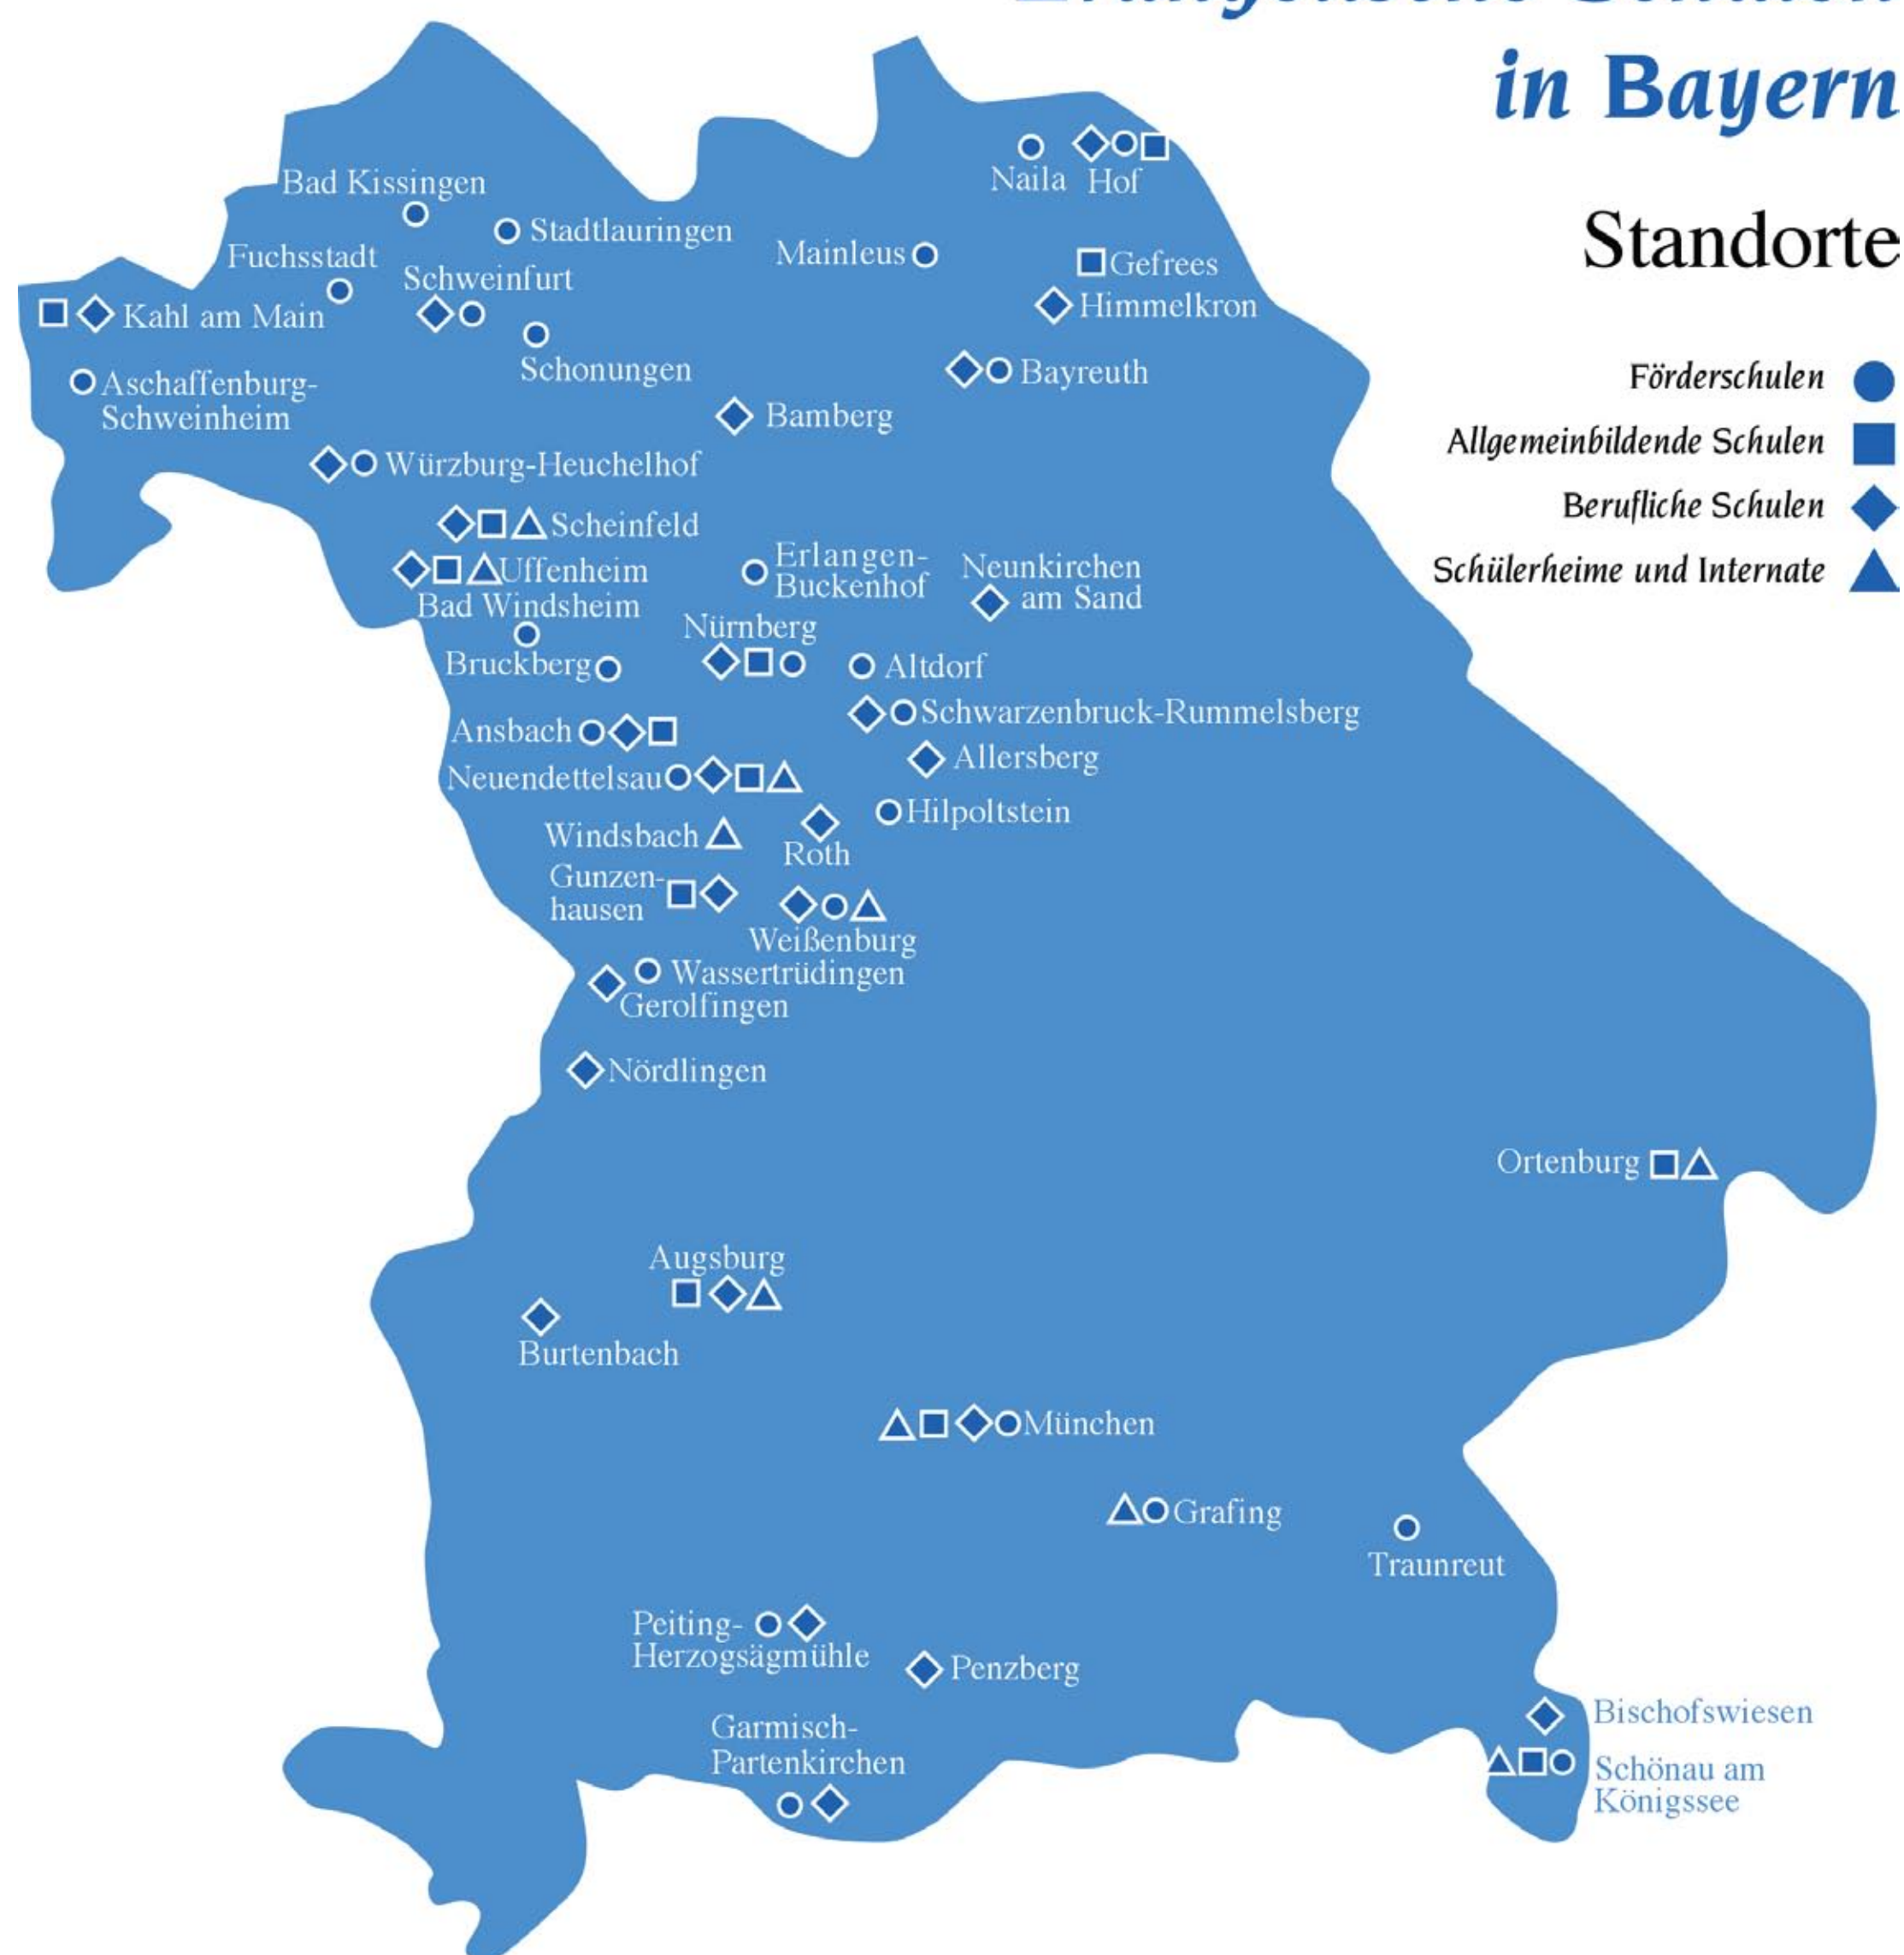 in Bayern
Standorte
Förderschulen
Allgemeinbildende Schulen
Berufliche Schulen
Schülerheime und Internate
Naila
Hof
Bad Kissingen
Stadtlauringen
Mainleus
Fuchsstadt
Schweinfurt
Gefrees
Himmelkron
Kahl am Main
Schonungen
Bayreuth
Aschaffenburg-
Schweinheim
Bamberg
Würzburg-Heuchelhof
Scheinfeld
Uffenheim
Erlangen-
Buckenhof
Neunkirchen
am Sand
Bad Windsheim
Nürnberg
Bruckberg
Altdorf
Schwarzenbruck-Rummelsberg
Ansbach
Allersberg
Neuendettelsau
Hilpoltstein
Windsbach
Roth
Gunzen-
hausen
Weißenburg
Wassertrüdingen
Gerolfingen
Nördlingen
Ortenburg
Augsburg
Burtenbach
München
Grafing
Traunreut
Peiting-
Herzogsägmühle
Penzberg
Bischofswiesen
Garmisch-
Partenkirchen
Schönau am
Königssee